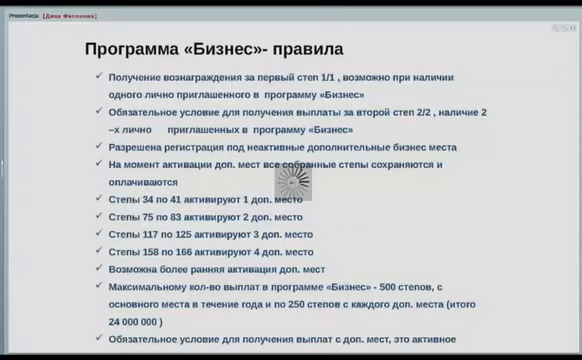 Prezentacja [Дина Филонова]
Программа «Бизнес»- правила
Получение вознаграждения за первый степ 1/1 , возможно при наличии
одного лично приглашенного в программу «Бизнес»
Обязательное условие для получения выплаты за второй степ 2/2 , наличие 2
–х лично приглашенных в программу «Бизнес»
Разрешена регистрация под неактивные дополнительные бизнес места
На момент активации доп. мест все собранные степы сохраняются и
оплачиваются
Степы 34 по 41 активируют 1 доп. место
Степы 75 по 83 активируют 2 доп. место
Степы 117 по 125 активируют 3 доп. место
Степы 158 по 166 активируют 4 доп. место
Возможна более ранняя активация доп. мест
Максимальному кол-ву выплат в программе «Бизнес» - 500 степов, с
основного места в течение года и по 250 степов с каждого доп. места (итого
24 000 000 )
Обязательное условие для получения выплат с доп. мест, это активное